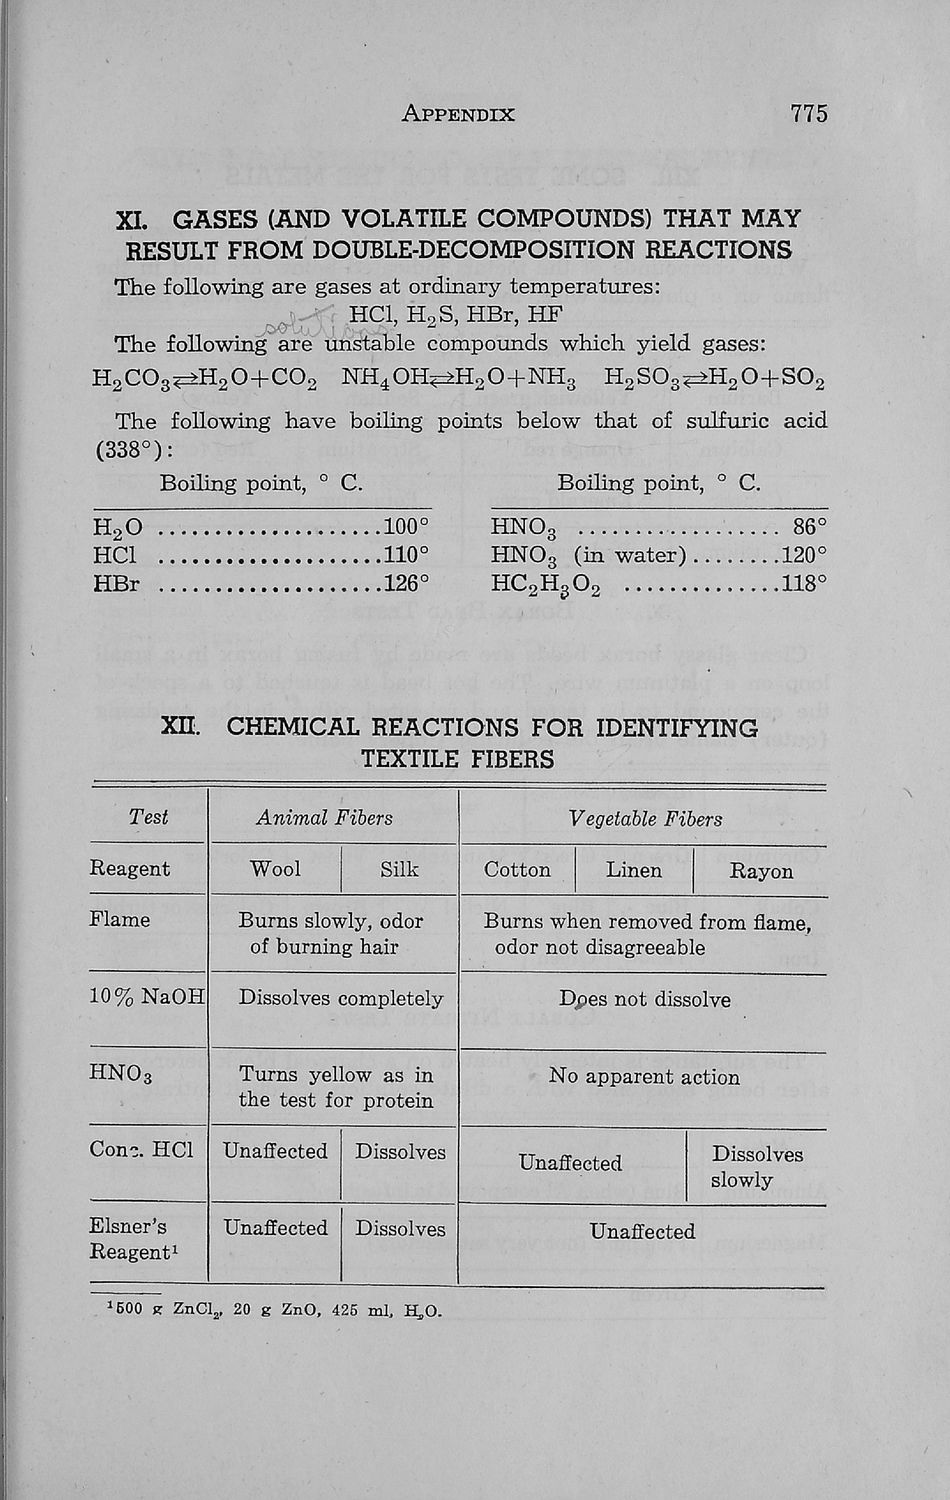 APPENDIX 775
XI. GASES (AND VOLATILE COMPOUNDS) THAT MAY
RESULT FROM DOUBLE-DECOMPOSITION REACTIONS
The following are gases at ordinary temperatures:
HCl, H₂S, HBr, HF
solutions
The following are unstable compounds which yield gases:
H₂CO₃⇌H₂O+CO₂ NH₄OH⇌H₂O+NH₃ H₂SO₃⇌H₂O+SO₂
The following have boiling points below that of sulfuric acid
(338°):
Boiling point, ° C. Boiling point, ° C.
H₂O .....................100° HNO₃ ................... 86°
HCl .....................110° HNO₃ (in water)........120°
HBr .....................126° HC₂H₃O₂ ...............118°
XII. CHEMICAL REACTIONS FOR IDENTIFYING
TEXTILE FIBERS
Test Animal Fibers Vegetable Fibers
Reagent Wool Silk Cotton Linen Rayon
Flame Burns slowly, odor Burns when removed from flame,
of burning hair odor not disagreeable
10% NaOH Dissolves completely Does not dissolve
HNO₃ Turns yellow as in No apparent action
the test for protein
Conc. HCl Unaffected Dissolves Unaffected Dissolves
slowly
Elsner's Unaffected Dissolves Unaffected
Reagent¹
¹500 g ZnCl₂, 20 g ZnO, 425 ml, H₂O.